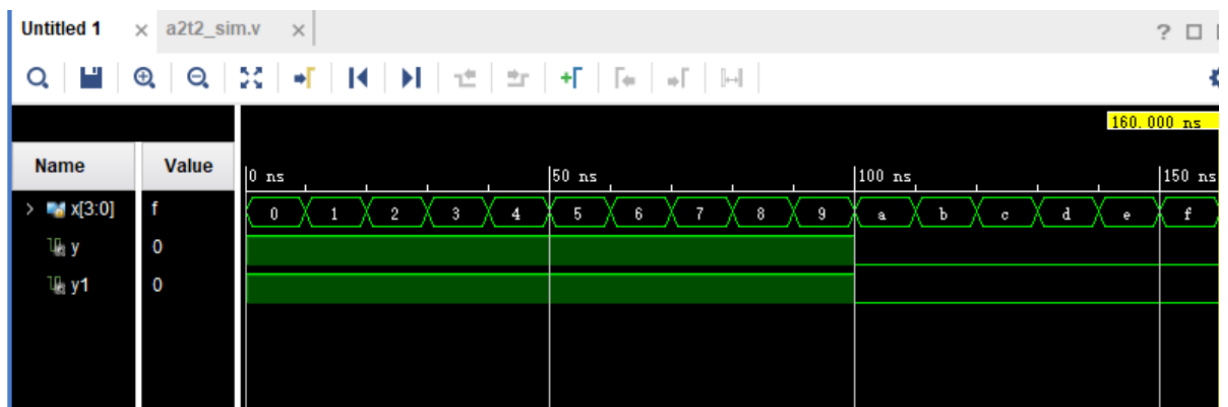 Untitled 1 × a2t2_sim.v × ?
160.000 ns
Name Value 0 ns 50 ns 100 ns 150 ns
> x[3:0] f 0 1 2 3 4 5 6 7 8 9 a b c d e f
y 0
y1 0